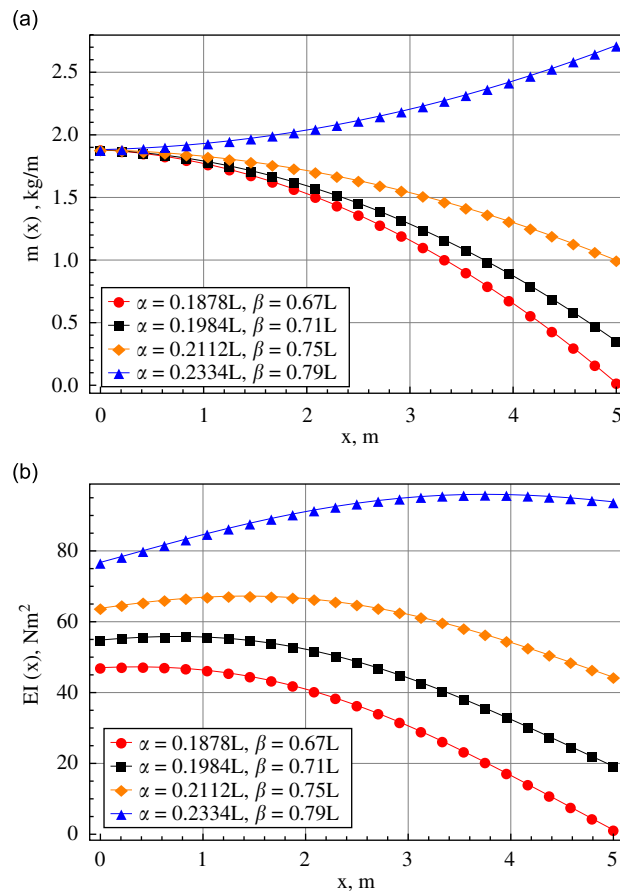 (a)
2.5
2.0
1.5
1.0
0.5
0.0
m (x) , kg/m
α = 0.1878L, β = 0.67L
α = 0.1984L, β = 0.71L
α = 0.2112L, β = 0.75L
α = 0.2334L, β = 0.79L
0 1 2 3 4 5
x, m
(b)
80
60
40
20
0
EI (x), Nm²
α = 0.1878L, β = 0.67L
α = 0.1984L, β = 0.71L
α = 0.2112L, β = 0.75L
α = 0.2334L, β = 0.79L
0 1 2 3 4 5
x, m